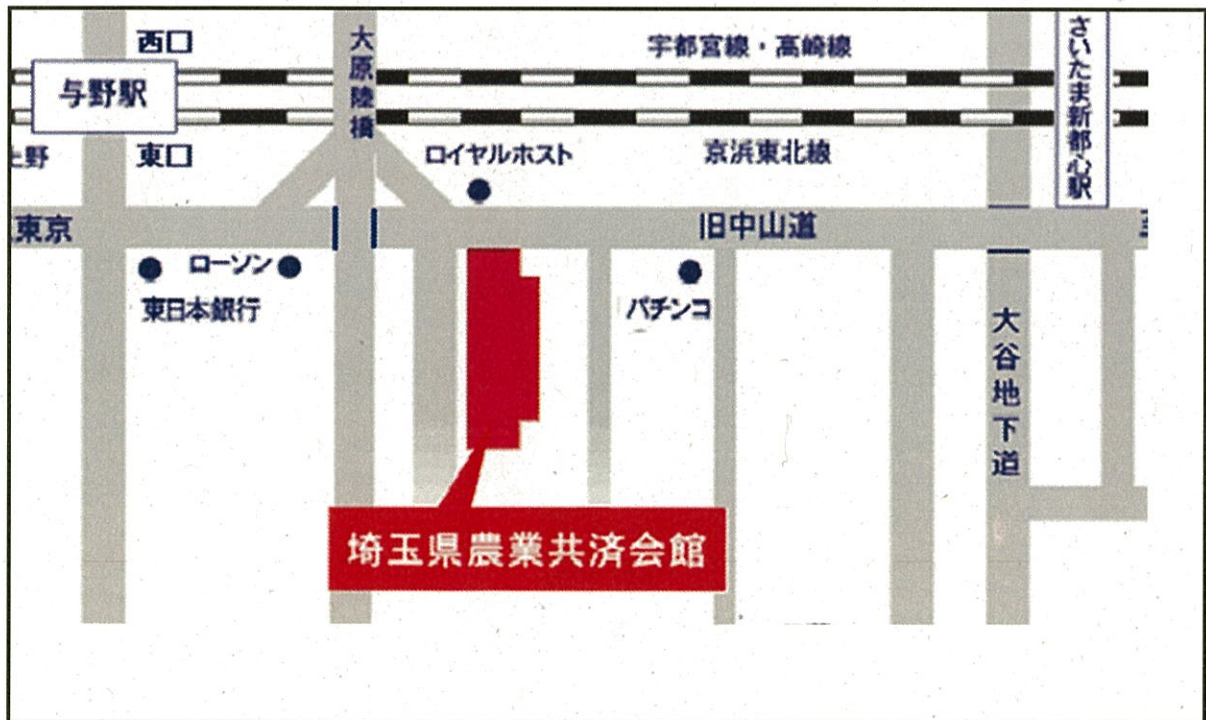 西口
大原陸橋
宇都宮線・高崎線
さいたま新都心駅
与野駅
上野
東口
ロイヤルホスト
京浜東北線
東京
旧中山道
ローソン
東日本銀行
パチンコ
大谷地下道
埼玉県農業共済会館